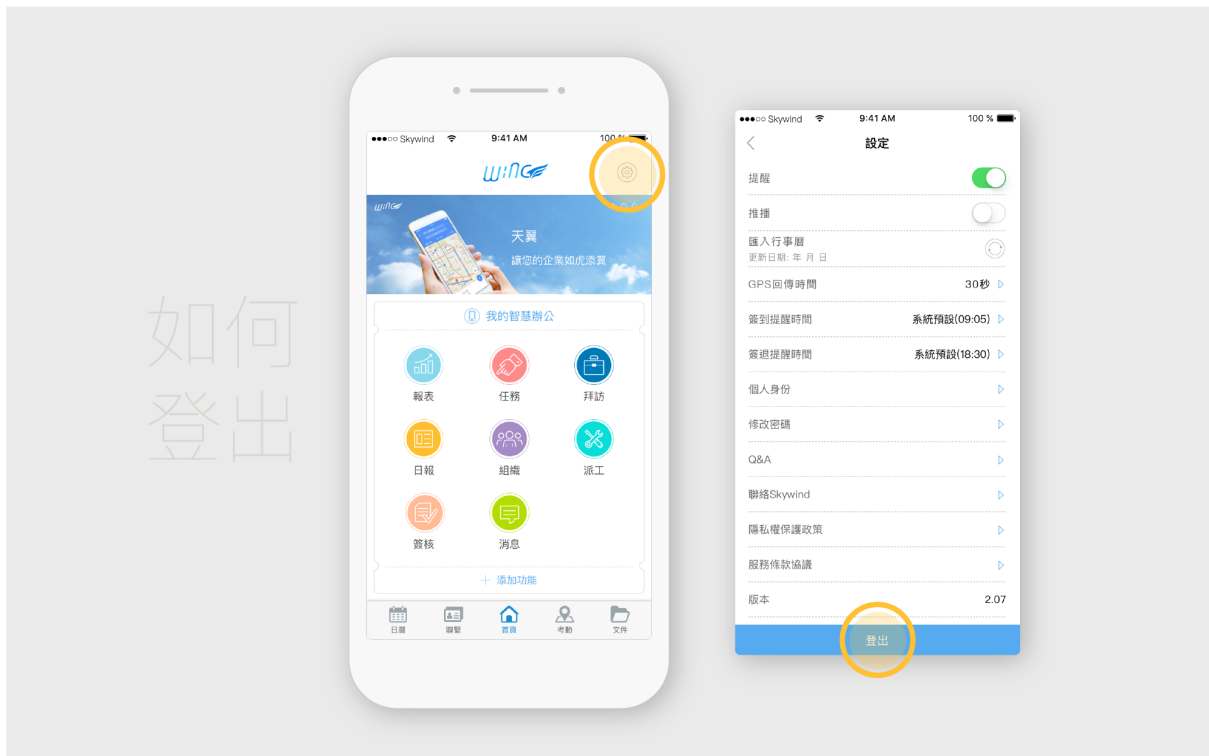 如何
登出
Skywind
9:41 AM
100 %
wing
wing
天翼
讓您的企業如虎添翼
我的智慧辦公
報表
任務
拜訪
日報
組織
派工
簽核
消息
添加功能
日曆
聯繫
首頁
考勤
文件
Skywind
9:41 AM
100 %
設定
提醒
推播
匯入行事曆
更新日期: 年 月 日
GPS回傳時間
30秒
簽到提醒時間
系統預設(09:05)
簽退提醒時間
系統預設(18:30)
個人身份
修改密碼
Q&A
聯絡Skywind
隱私權保護政策
服務條款協議
版本
2.07
登出